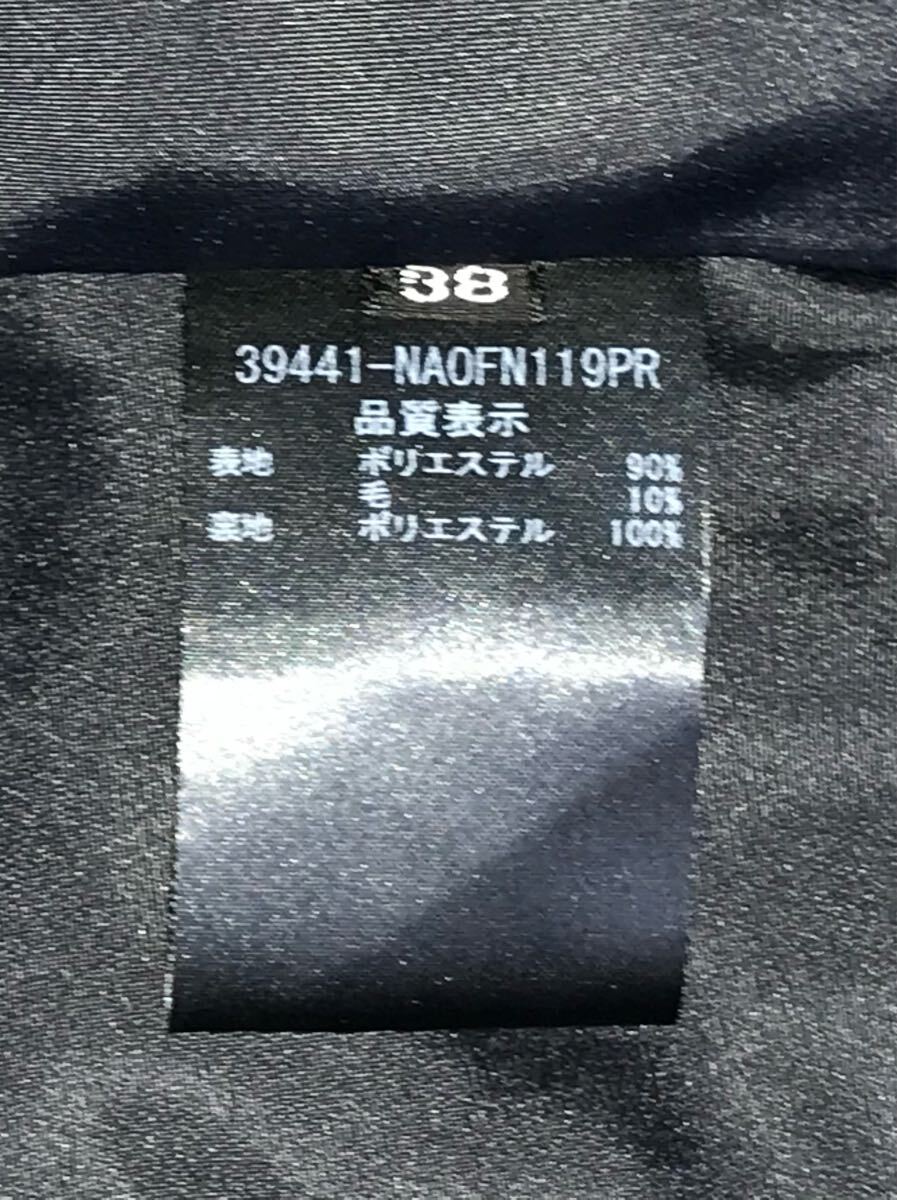 38
39441-NAOFN119PR
品質表示
表地 ポリエステル 90%
毛 10%
裏地 ポリエステル 100%